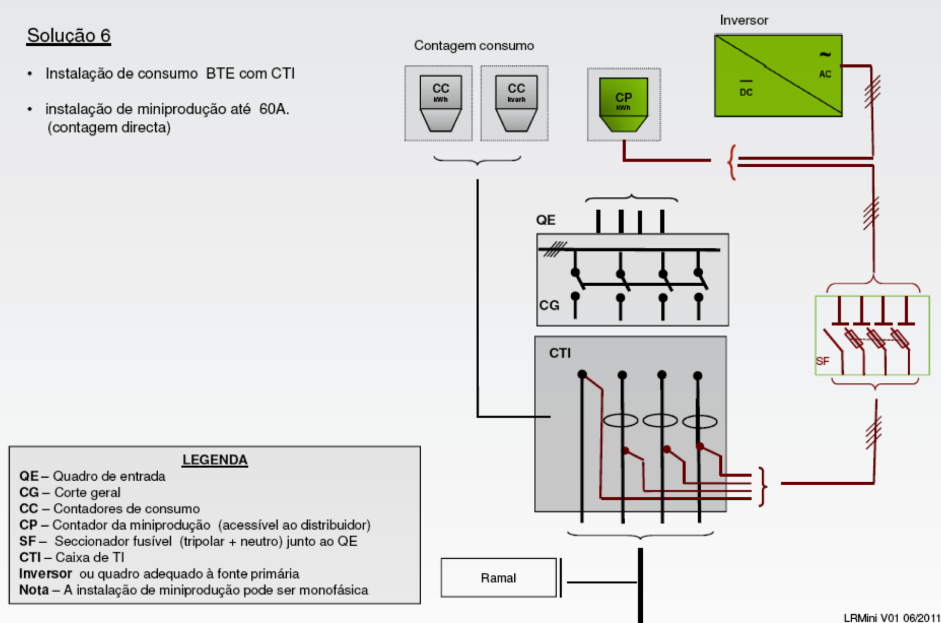 Solução 6
• Instalação de consumo BTE com CTI
• instalação de miniprodução até 60A.
(contagem directa)
Contagem consumo
CC
kWh
CC
kvarh
CP
kWh
Inversor
~
AC
DC
QE
CG
CTI
SF
Ramal
LEGENDA
QE – Quadro de entrada
CG – Corte geral
CC – Contadores de consumo
CP – Contador da miniprodução (acessível ao distribuidor)
SF – Seccionador fusível (tripolar + neutro) junto ao QE
CTI – Caixa de TI
Inversor ou quadro adequado à fonte primária
Nota – A instalação de miniprodução pode ser monofásica
LRMini V01 06/2011